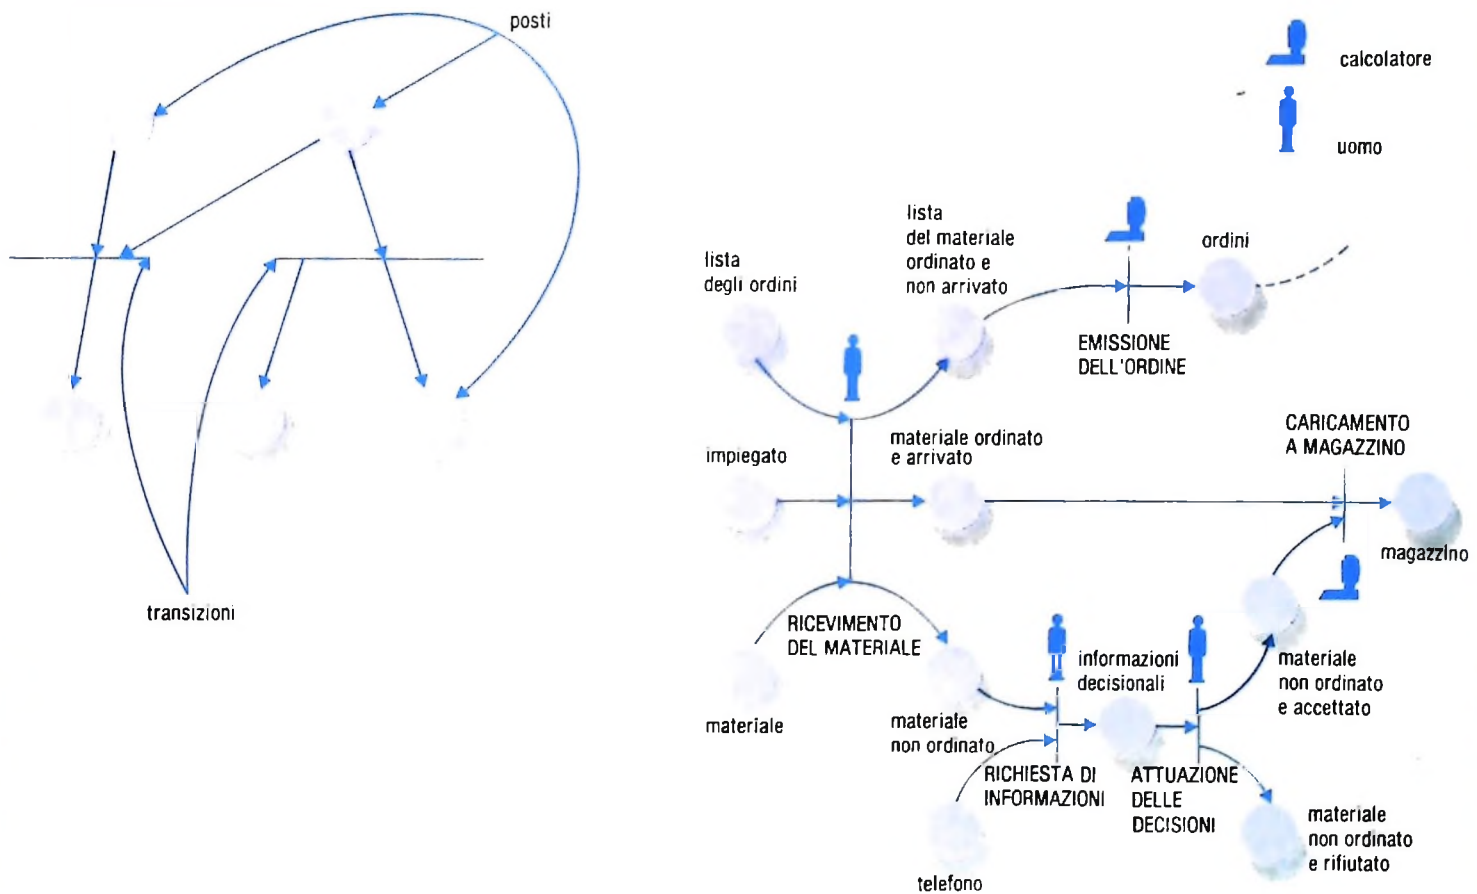 posti
transizioni
calcolatore
uomo
lista
degli ordini
lista
del materiale
ordinato e
non arrivato
ordini
EMISSIONE
DELL'ORDINE
impiegato
materiale ordinato
e arrivato
CARICAMENTO
A MAGAZZINO
magazzino
RICEVIMENTO
DEL MATERIALE
materiale
materiale
non ordinato
informazioni
decisionali
materiale
non ordinato
e accettato
RICHIESTA DI
INFORMAZIONI
ATTUAZIONE
DELLE
DECISIONI
telefono
materiale
non ordinato
e rifiutato